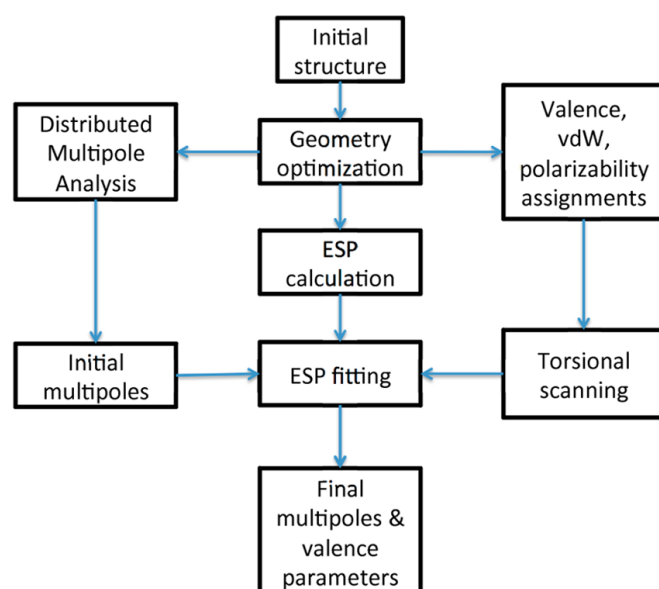 Initial
structure
Distributed
Multipole
Analysis
Geometry
optimization
Valence,
vdW,
polarizability
assignments
ESP
calculation
Initial
multipoles
ESP fitting
Torsional
scanning
Final
multipoles &
valence
parameters